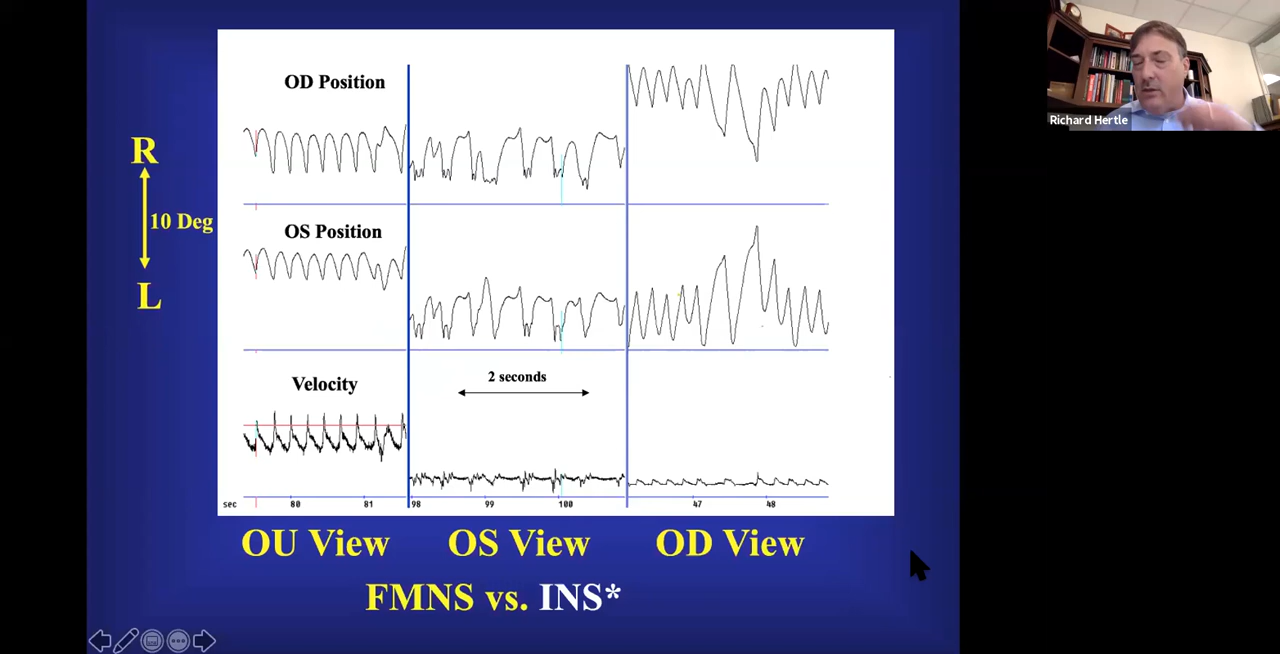 OD Position
R
10 Deg
L
OS Position
2 seconds
Velocity
sec
80
81
98
99
100
47
48
OU View
OS View
OD View
FMNS vs. INS*
Richard Hertle